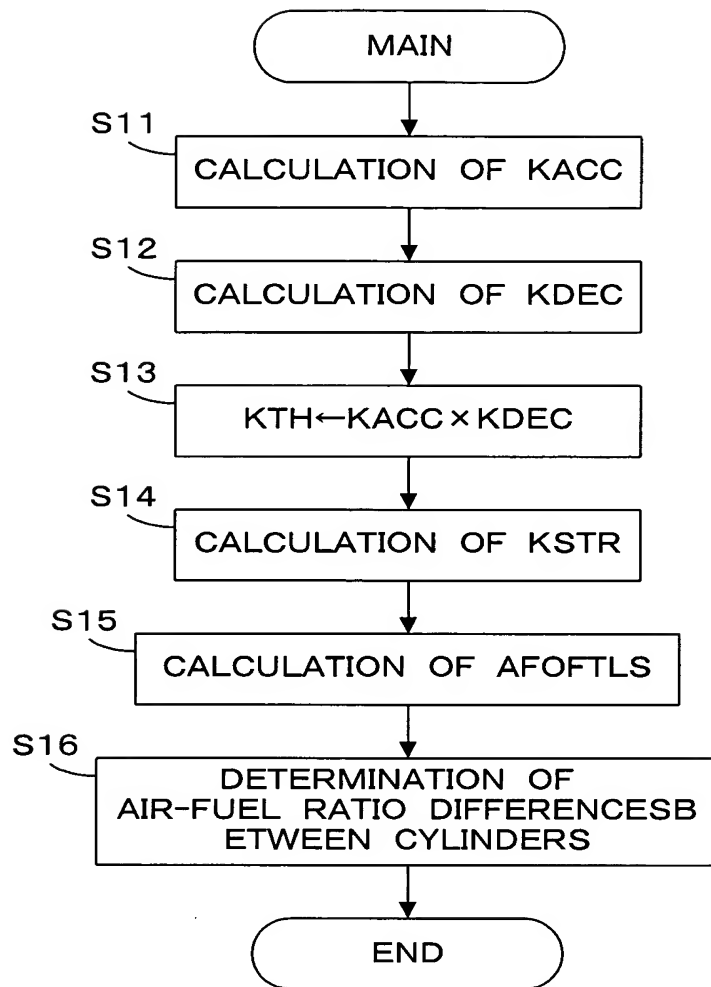 MAIN
S11
CALCULATION OF KACC
S12
CALCULATION OF KDEC
S13
KTH←KACC×KDEC
S14
CALCULATION OF KSTR
S15
CALCULATION OF AFOFTLS
S16
DETERMINATION OF
AIR-FUEL RATIO DIFFERENCESB
ETWEEN CYLINDERS
END